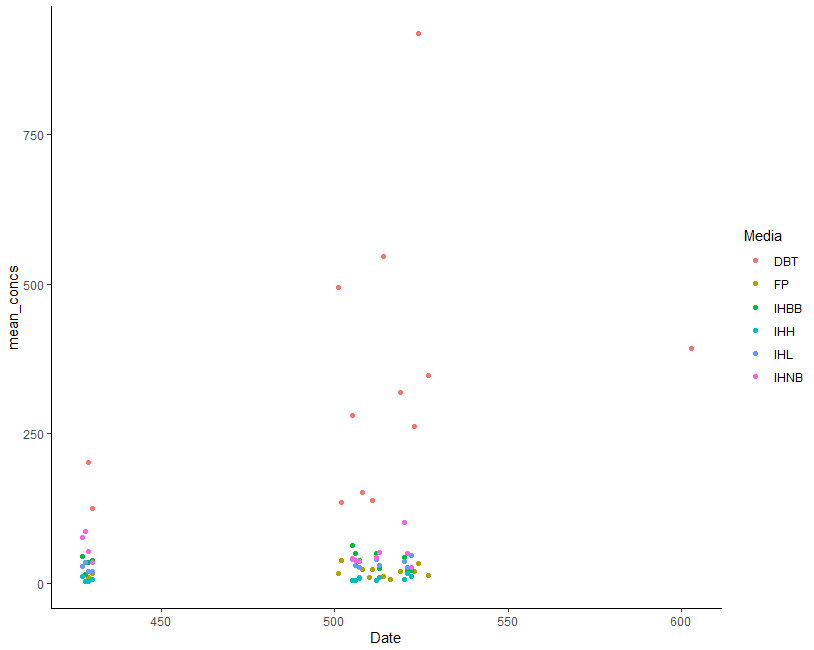 750
500
250
0
mean_concs
450
500
550
600
Date
Media
DBT
FP
IHBB
IHH
IHL
IHNB